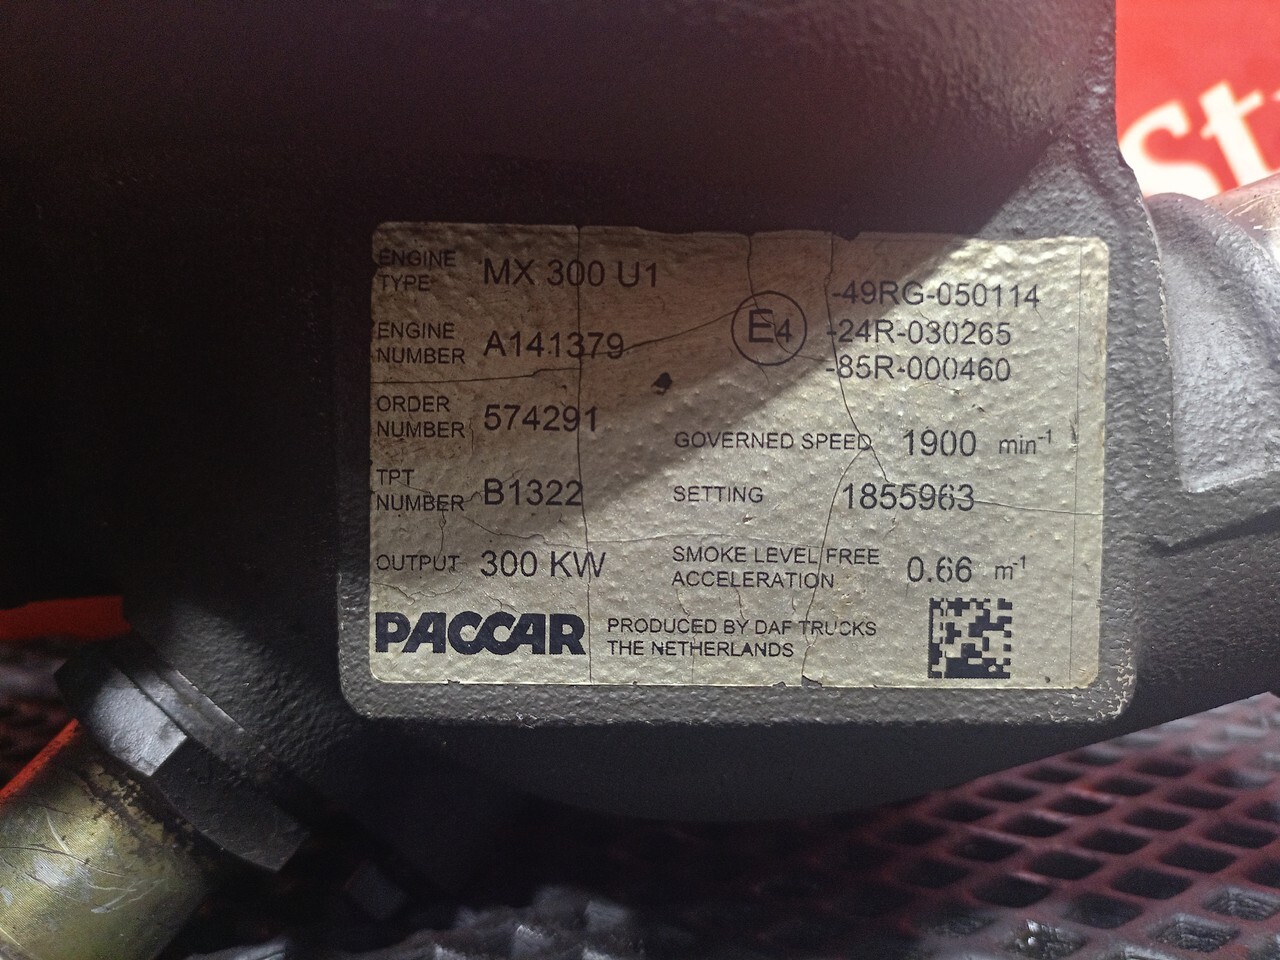 ENGINE TYPE MX 300 U1
ENGINE NUMBER A141379
ORDER NUMBER 574291
TPT NUMBER B1322
OUTPUT 300 KW
E4
-49RG-050114
-24R-030265
-85R-000460
GOVERNED SPEED 1900 min-1
SETTING 1855963
SMOKE LEVEL FREE
ACCELERATION 0.66 m-1
PACCAR
PRODUCED BY DAF TRUCKS
THE NETHERLANDS